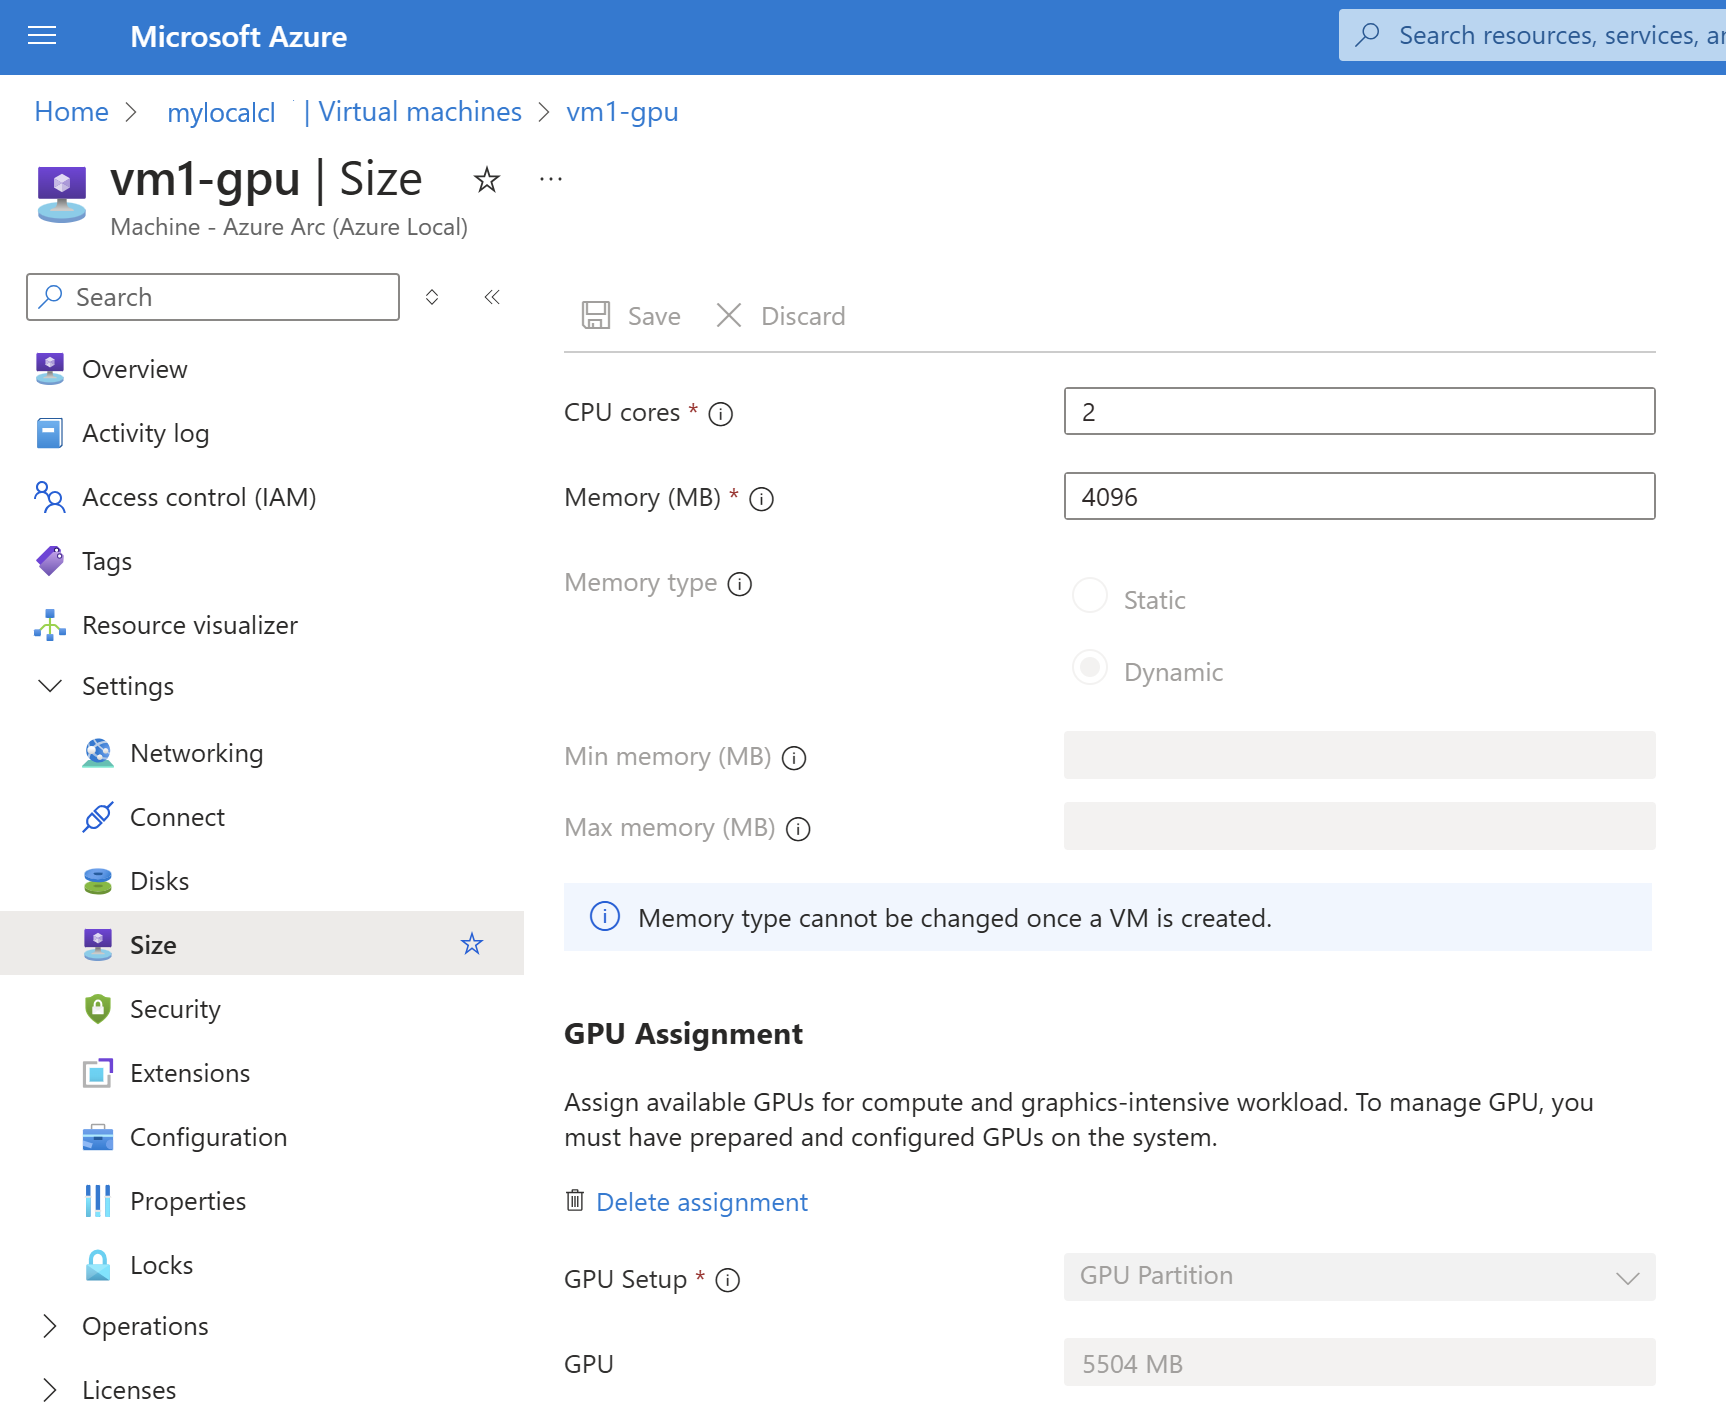 Microsoft Azure
Search resources, services, an
Home > mylocalcl | Virtual machines > vm1-gpu
vm1-gpu | Size
Machine - Azure Arc (Azure Local)
Search
Overview
Activity log
Access control (IAM)
Tags
Resource visualizer
Settings
Networking
Connect
Disks
Size
Security
Extensions
Configuration
Properties
Locks
Operations
Licenses
Save Discard
CPU cores * 2
Memory (MB) * 4096
Memory type Static
Dynamic
Min memory (MB)
Max memory (MB)
Memory type cannot be changed once a VM is created.
GPU Assignment
Assign available GPUs for compute and graphics-intensive workload. To manage GPU, you
must have prepared and configured GPUs on the system.
Delete assignment
GPU Setup * GPU Partition
GPU 5504 MB